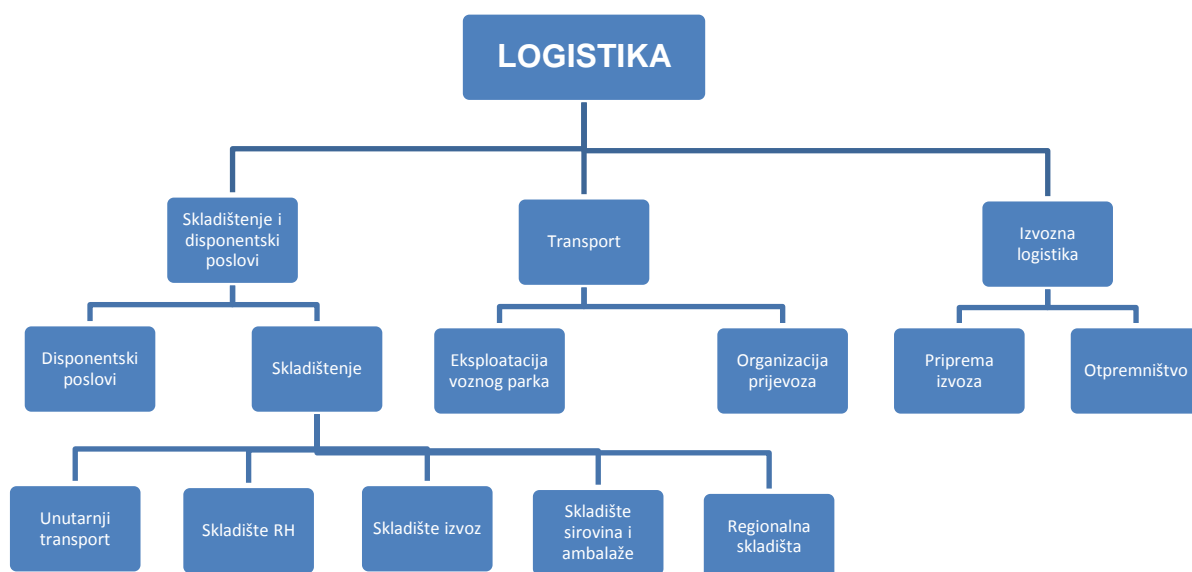 LOGISTIKA
Skladištenje i
disponentski
poslovi
Transport
Izvozna
logistika
Disponentski
poslovi
Skladištenje
Eksploatacija
voznog parka
Organizacija
prijevoza
Priprema
izvoza
Otpremništvo
Unutarnji
transport
Skladište RH
Skladište izvoz
Skladište
sirovina i
ambalaže
Regionalna
skladišta